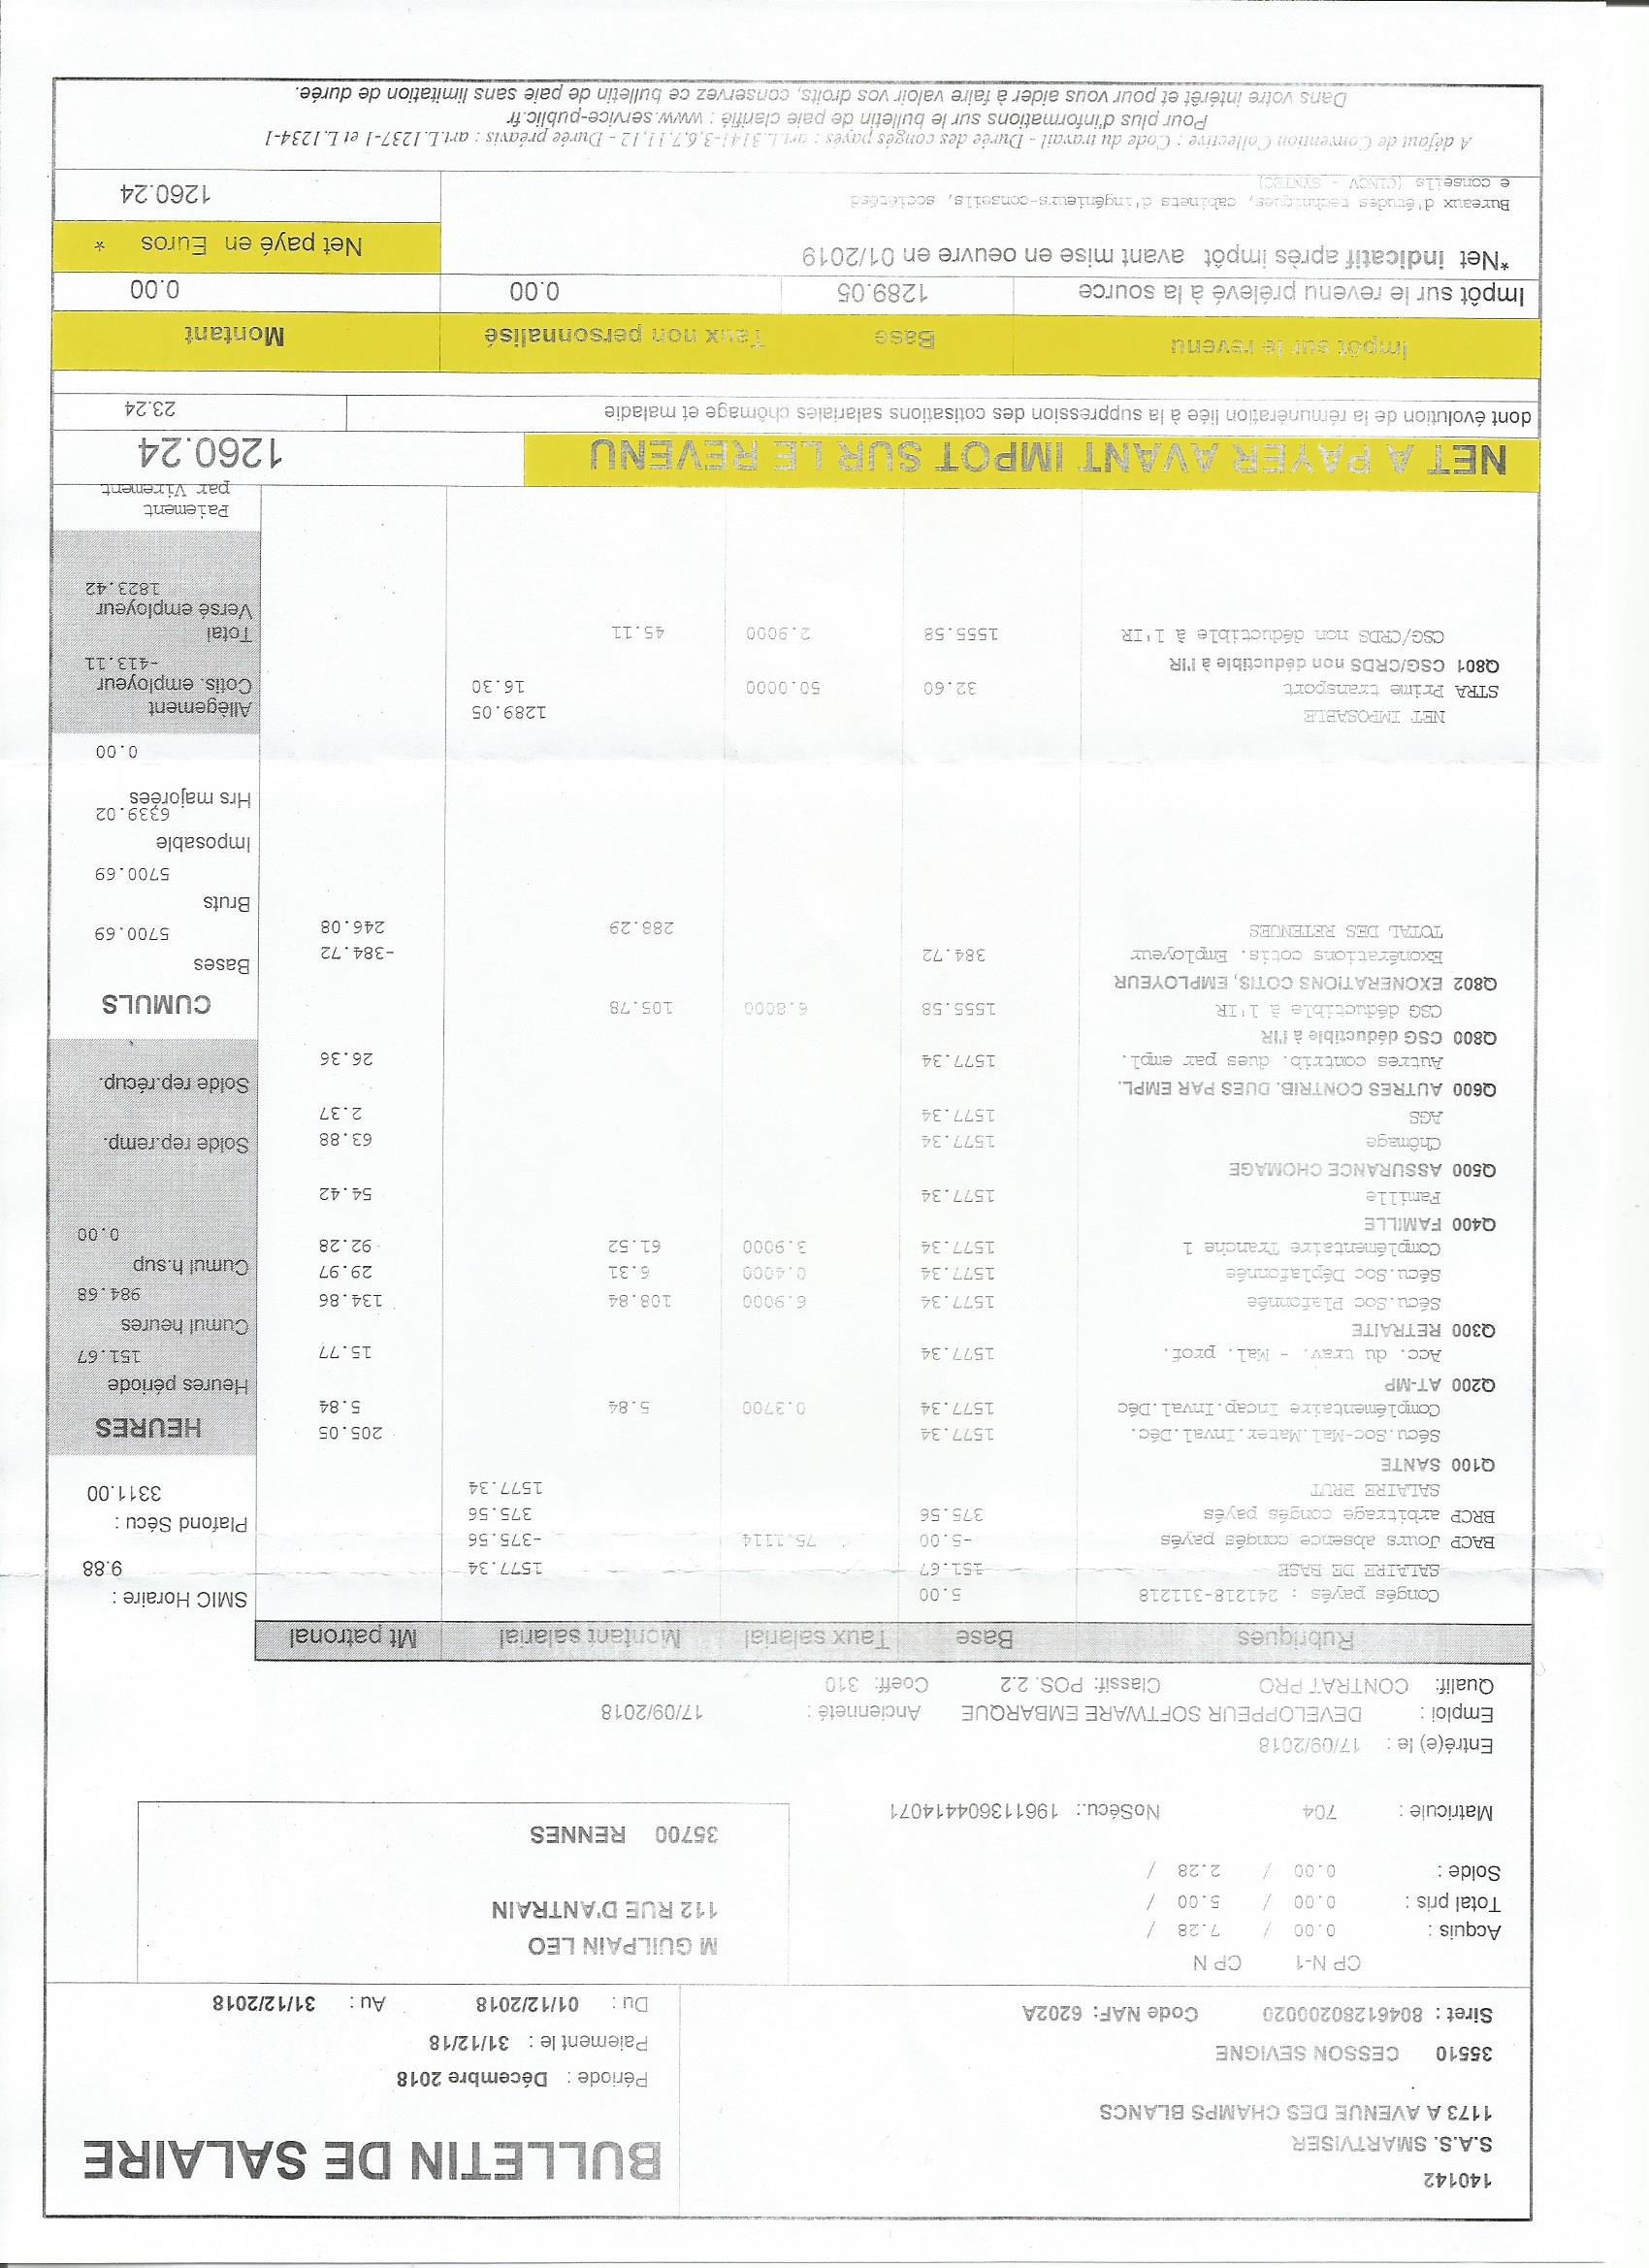 140142
S.A.S. SMARTVISER
1173 A AVENUE DES CHAMPS BLANCS
35510 CESSON SEVIGNE
Siret : 80461280200020 Code NAF: 6202A
BULLETIN DE SALAIRE
Période : Décembre 2018
Paiement le : 31/12/18
Du : 01/12/2018 Au : 31/12/2018
CP N-1 CP N
Acquis : 0.00 / 7.28 /
Total pris : 0.00 / 5.00 /
Solde : 0.00 / 2.28 /
M GUILPAIN LEO
112 RUE D'ANTRAIN
35700 RENNES
Matricule : 704 NoSécu.: 196113604414071
Entré(e) le : 17/09/2018
Emploi : DEVELOPPEUR SOFTWARE EMBARQUE Ancienneté : 17/09/2018
Qualif: CONTRAT PRO Classif: POS. 2.2 Coeff: 310
Rubriques Base Taux salarial Montant salarial Mt patronal
Congés payés : 241218-311218 5.00
SALAIRE DE BASE 151.67 1577.34
BACP Jours absence congés payés -5.00 75.1114 -375.56
BRCP arbitrage congés payés 375.56 375.56
SALAIRE BRUT 1577.34
Q100 SANTE
Sécu.Soc-Mal.Mater.Inval.Déc. 1577.34 205.05
Complémentaire Incap.Inval.Déc 1577.34 0.3700 5.84 5.84
Q200 AT-MP
Acc. du trav. - Mal. prof. 1577.34 15.77
Q300 RETRAITE
Sécu.Soc Plafonnée 1577.34 6.9000 108.84 134.86
Sécu.Soc Déplafonnée 1577.34 0.4000 6.31 29.97
Complémentaire Tranche 1 1577.34 3.9000 61.52 92.28
Q400 FAMILLE
Famille 1577.34 54.42
Q500 ASSURANCE CHOMAGE
Chômage 1577.34 63.88
AGS 1577.34 2.37
Q600 AUTRES CONTRIB. DUES PAR EMPL.
Autres contrib. dues par empl. 1577.34 26.36
Q800 CSG déductible à l'IR
CSG déductible à l'IR 1555.58 6.8000 105.78
Q802 EXONERATIONS COTIS, EMPLOYEUR
Exonérations cotis. Employeur 384.72 -384.72
TOTAL DES RETENUES 288.29 246.08
NET IMPOSABLE 1289.05
STRA Prime transport 32.60 50.0000 16.30
Q801 CSG/CRDS non déductible à l'IR
CSG/CRDS non déductible à l'IR 1555.58 2.9000 45.11
SMIC Horaire :
9.88
Plafond Sécu :
3311.00
HEURES
Heures période
151.67
Cumul heures
984.68
Cumul h.sup
0.00
Solde rep.remp.
Solde rep.récup.
CUMULS
Bases
5700.69
Bruts
5700.69
Imposable
6339.02
Hrs majorées
0.00
Allègement
Cotis. employeur
-413.11
Total
Versé employeur
1823.42
Paiement
par Virement
NET A PAYER AVANT IMPOT SUR LE REVENU 1260.24
dont évolution de la rémunération liée à la suppression des cotisations salariales chômage et maladie 23.24
Impôt sur le revenu Base Taux non personnalisé Montant
Impôt sur le revenu prélevé à la source 1289.05 0.00 0.00
*Net indicatif après impôt avant mise en oeuvre en 01/2019
Net payé en Euros *
1260.24
Bureaux d'études techniques, cabinets d'ingénieurs-conseils, sociétésd
e conseils (CINOV - SYNTEC)
A défaut de Convention Collective : Code du travail - Durée des congés payés : art.L.3141-3,6,7,11,12 - Durée préavis : art.L.1237-1 et L.1234-1
Pour plus d'informations sur le bulletin de paie clarifié : www.service-public.fr
Dans votre intérêt et pour vous aider à faire valoir vos droits, conservez ce bulletin de paie sans limitation de durée.